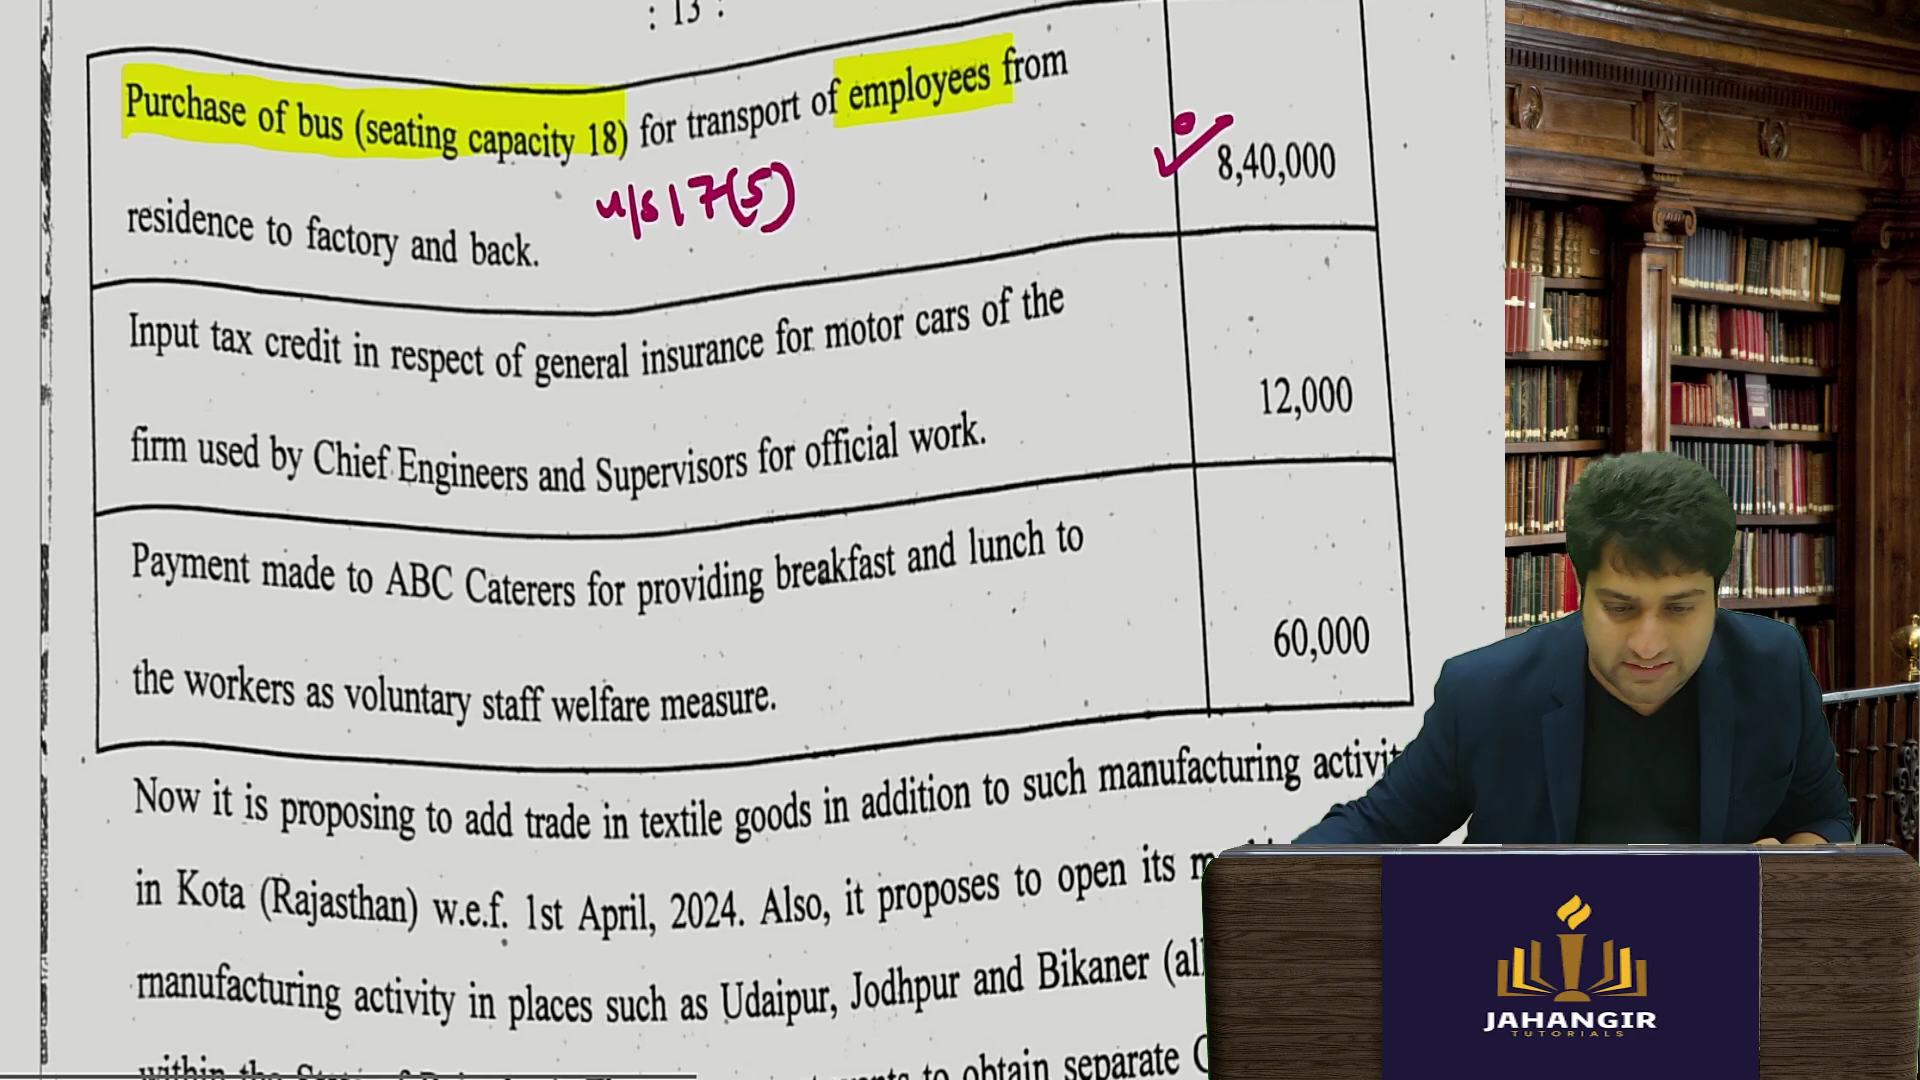 : 13 :
Purchase of bus (seating capacity 18) for transport of employees from
8,40,000
u/s 17(5)
residence to factory and back.
Input tax credit in respect of general insurance for motor cars of the
12,000
firm used by Chief Engineers and Supervisors for official work.
Payment made to ABC Caterers for providing breakfast and lunch to
60,000
the workers as voluntary staff welfare measure.
Now it is proposing to add trade in textile goods in addition to such manufacturing
in Kota (Rajasthan) w.e.f. 1st April, 2024. Also, it proposes to open its
manufacturing activity in places such as Udaipur, Jodhpur and Bikaner
within the to obtain separate
JAHANGIR
TUTORIALS